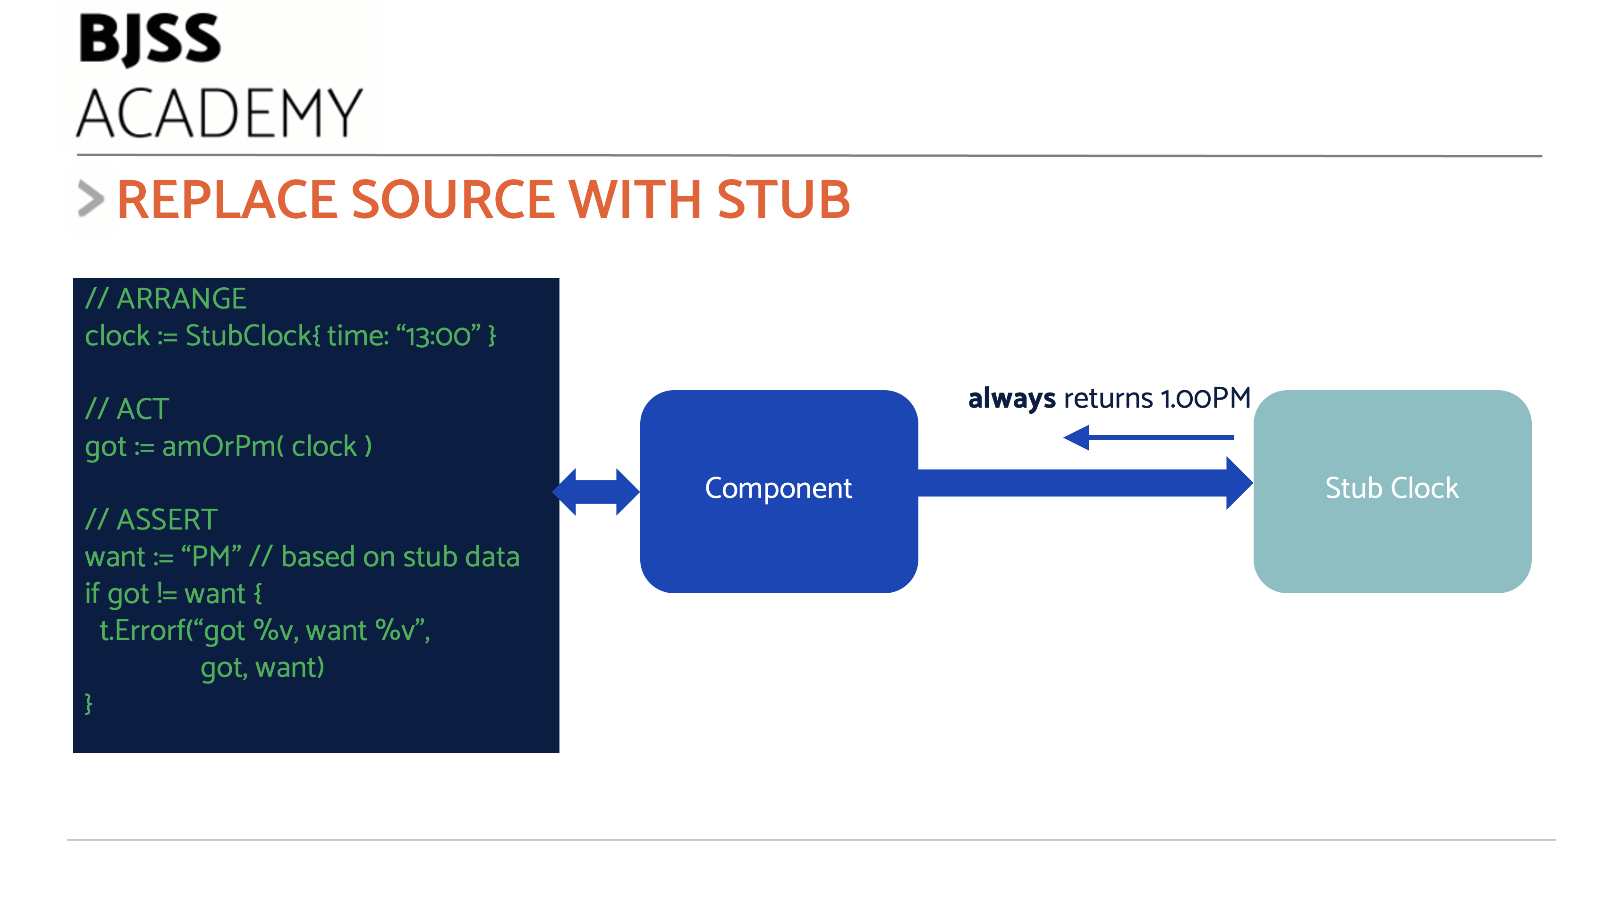 BJSS
ACADEMY
> REPLACE SOURCE WITH STUB
// ARRANGE
clock := StubClock{ time: “13:00” }
// ACT
got := amOrPm( clock )
// ASSERT
want := “PM” // based on stub data
if got != want {
t.Errorf(“got %v, want %v”,
got, want)
}
Component
always returns 1.00PM
Stub Clock